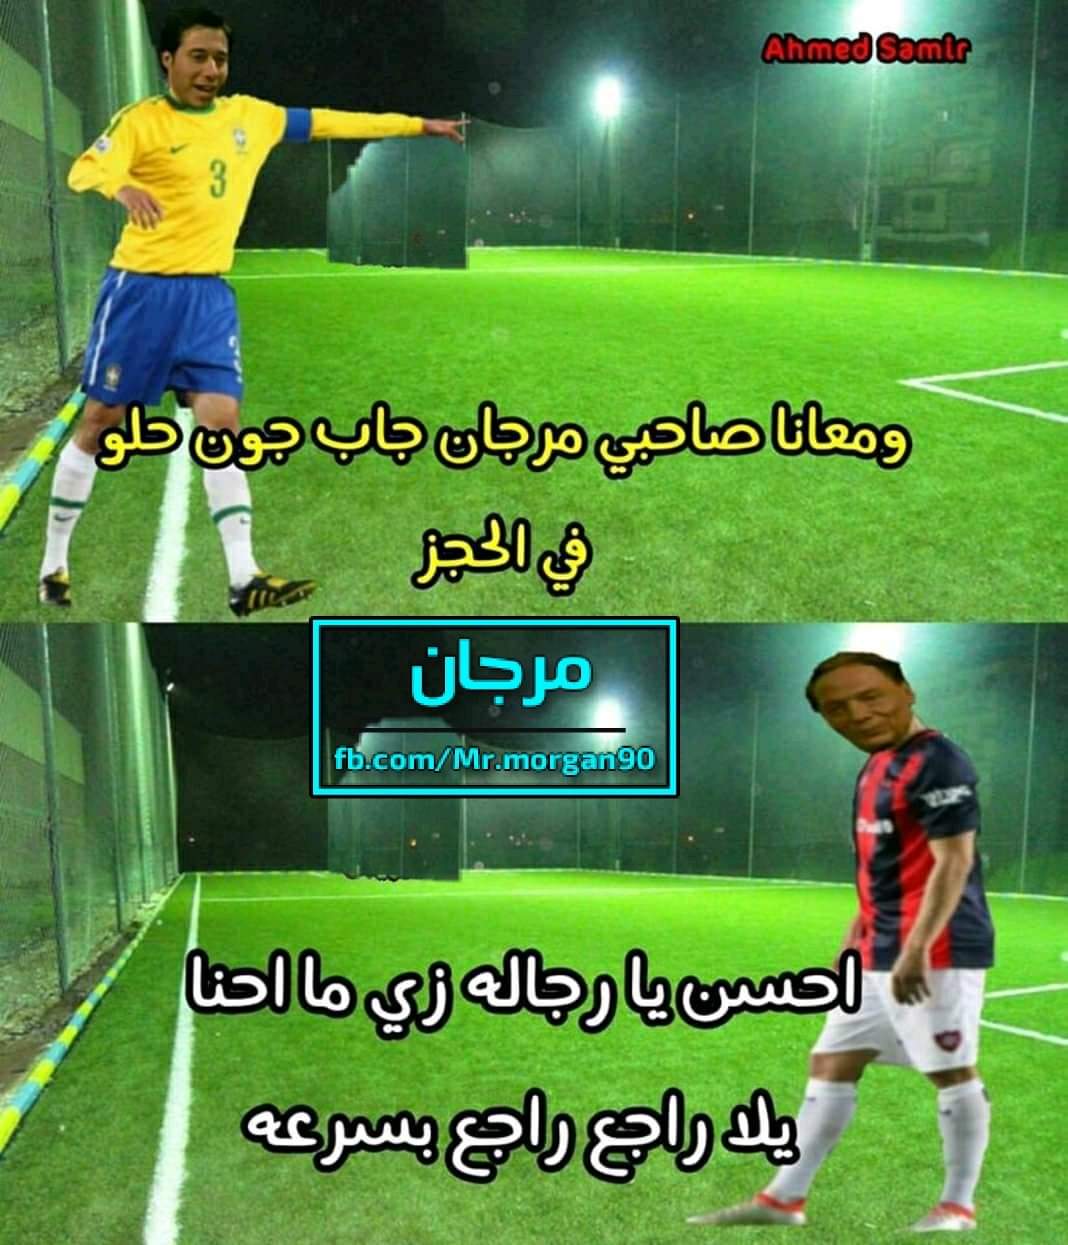 Ahmed Samir
3
ومعانا صاحبي مرجان جاب جون حلو
في الحجز
مرجان
fb.com/Mr.morgan90
احسن يا رجاله زي ما احنا
يلا راجع راجع بسرعه